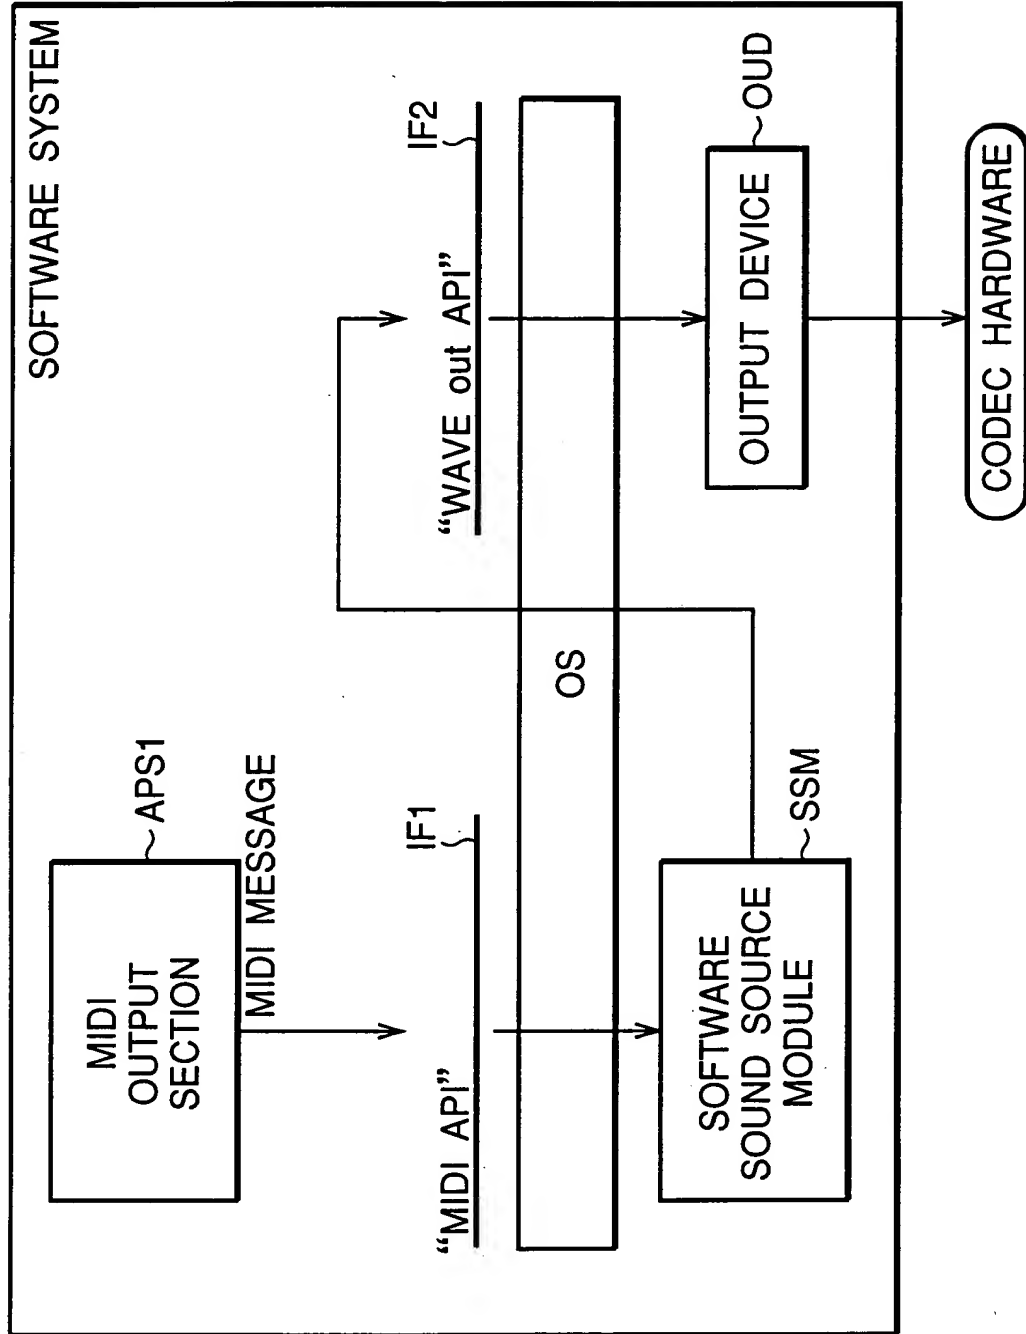 SOFTWARE SYSTEM
MIDI
OUTPUT
SECTION
APS1
MIDI MESSAGE
“MIDI API”
IF1
“WAVE out API”
IF2
OS
SOFTWARE
SOUND SOURCE
MODULE
SSM
OUTPUT DEVICE
OUD
CODEC HARDWARE